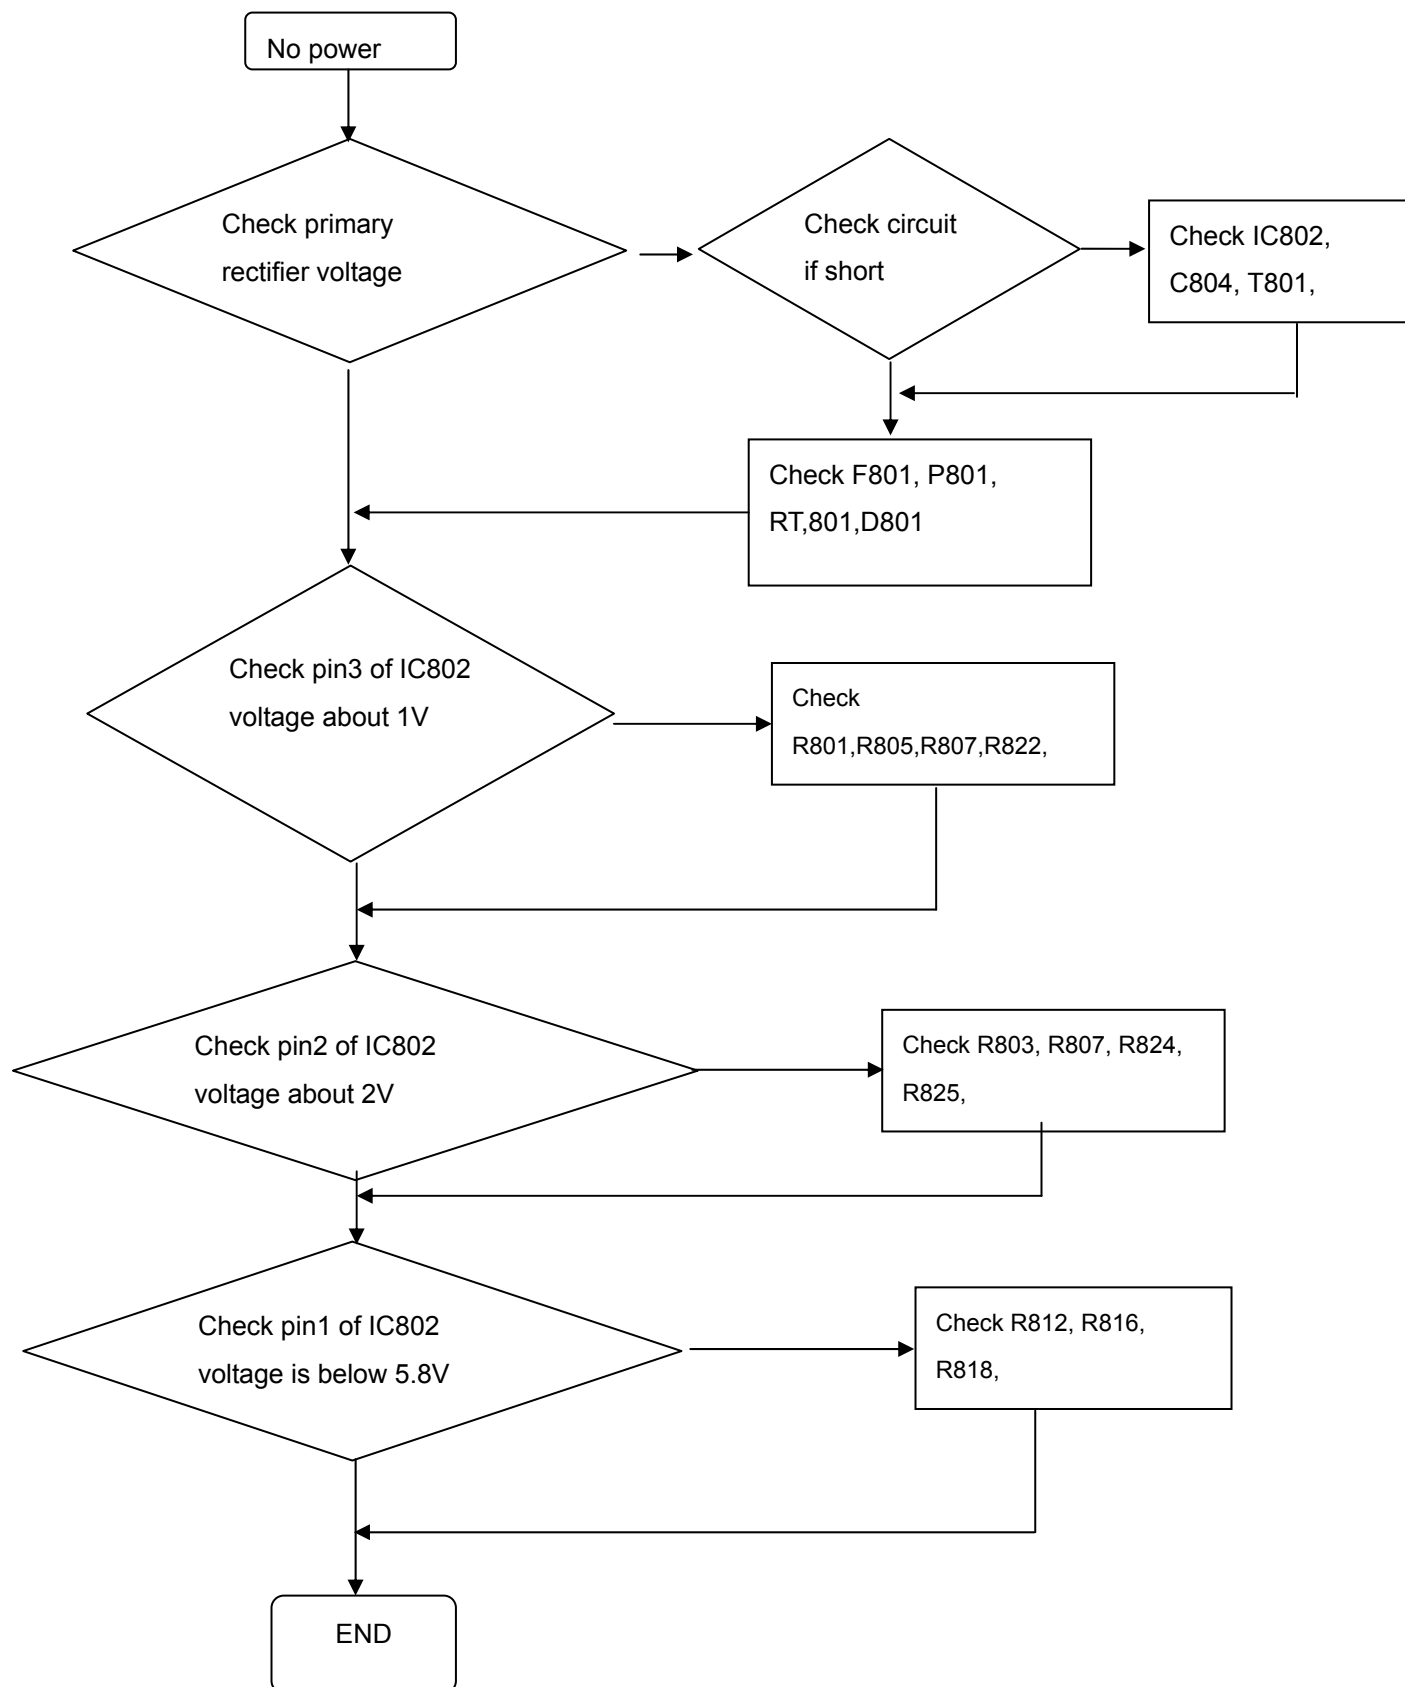 No power
Check primary
rectifier voltage
Check circuit
if short
Check IC802,
C804, T801,
Check F801, P801,
RT,801,D801
Check pin3 of IC802
voltage about 1V
Check
R801,R805,R807,R822,
Check pin2 of IC802
voltage about 2V
Check R803, R807, R824,
R825,
Check pin1 of IC802
voltage is below 5.8V
Check R812, R816,
R818,
END